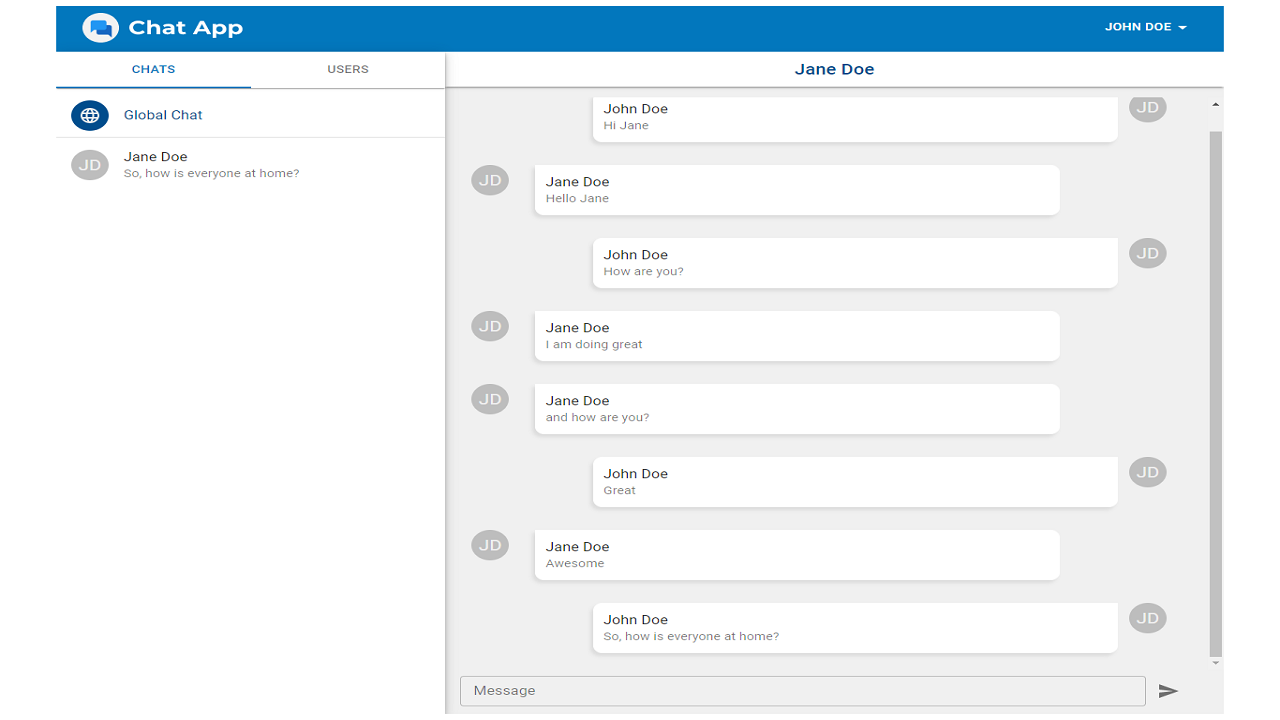 Chat App
JOHN DOE
CHATS
USERS
Global Chat
JD
Jane Doe
So, how is everyone at home?
Jane Doe
John Doe
Hi Jane
JD
JD
Jane Doe
Hello Jane
John Doe
How are you?
JD
JD
Jane Doe
I am doing great
JD
Jane Doe
and how are you?
John Doe
Great
JD
JD
Jane Doe
Awesome
John Doe
So, how is everyone at home?
JD
Message